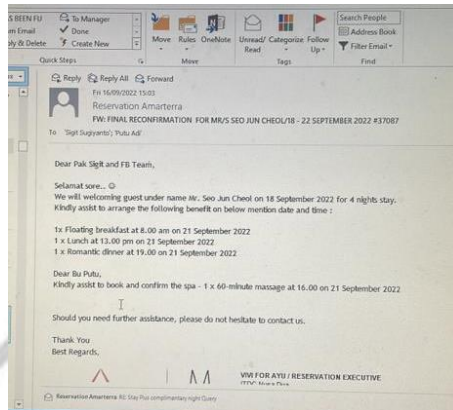 To Manager
Done
Create New
Quick Steps
Move Rules OneNote
Move
Unread/ Categorize Follow
Read Up
Tags
Search People
Address Book
Filter Email
Find
Reply Reply All Forward
Fri 16/09/2022 15:03
Reservation Amarterra
FW: FINAL RECONFIRMATION FOR MR/S SEO JUN CHEOL/18 - 22 SEPTEMBER 2022 #37087
To 'Sigit Sugiyanto'; 'Putu Adi'
Dear Pak Sigit and FB Team,
Selamat sore.. ☺
We will welcoming guest under name Mr. Seo Jun Cheol on 18 September 2022 for 4 nights stay.
Kindly assist to arrange the following benefit on below mention date and time :
1x Floating breakfast at 8.00 am on 21 September 2022
1 x Lunch at 13.00 pm on 21 September 2022
1 x Romantic dinner at 19.00 on 21 September 2022
Dear Bu Putu,
Kindly assist to book and confirm the spa - 1 x 60-minute massage at 16.00 on 21 September 2022
Should you need further assistance, please do not hesitate to contact us.
Thank You
Best Regards,
VIVI FOR AYU / RESERVATION EXECUTIVE
Reservation Amarterra RE: Stay Plus complimentary night Query